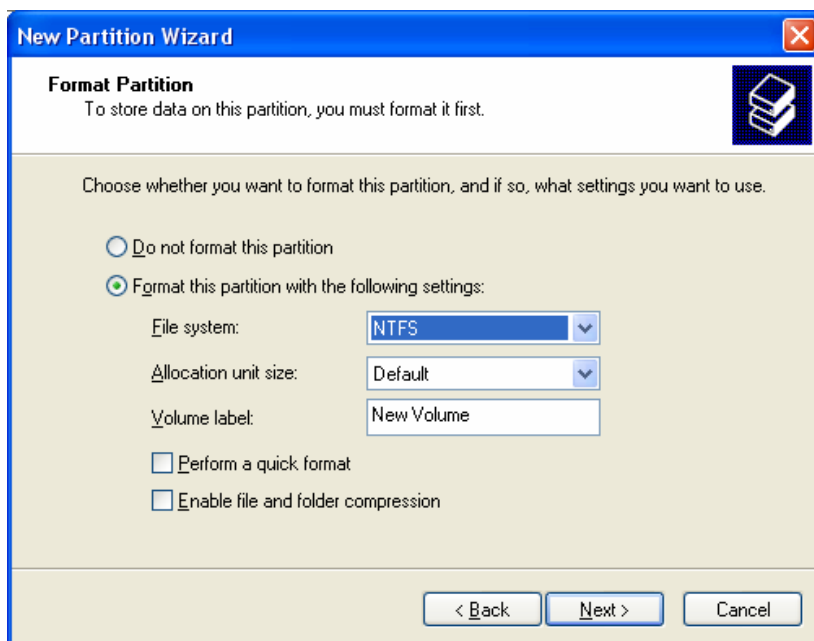 New Partition Wizard
Format Partition
To store data on this partition, you must format it first.
Choose whether you want to format this partition, and if so, what settings you want to use.
Do not format this partition
Format this partition with the following settings:
File system: NTFS
Allocation unit size: Default
Volume label: New Volume
Perform a quick format
Enable file and folder compression
< Back Next > Cancel